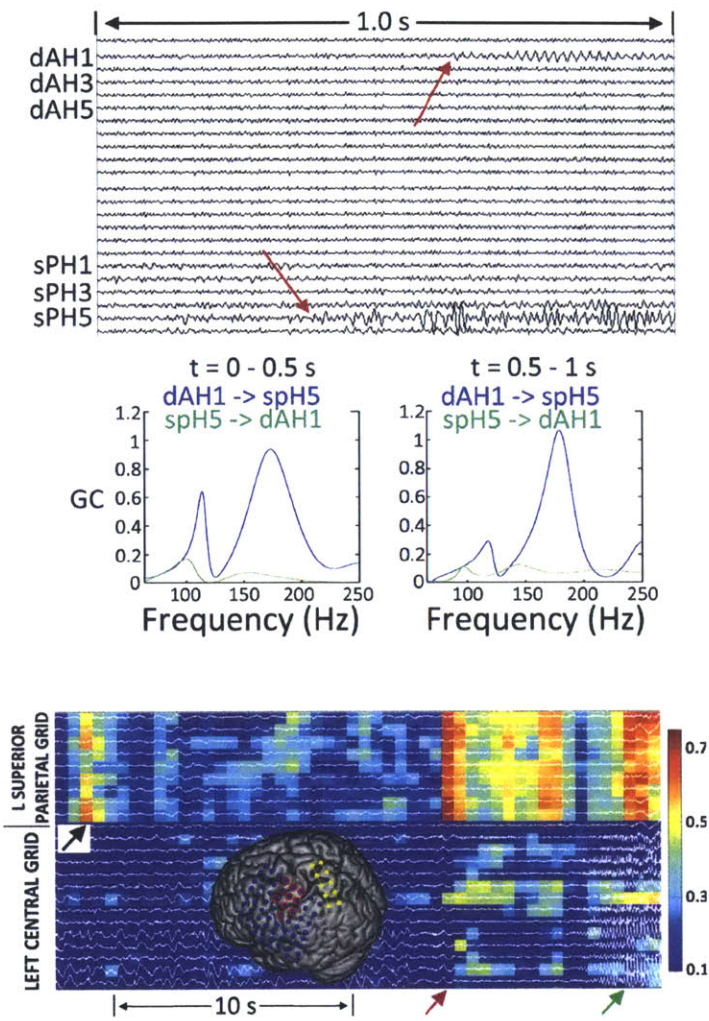 1.0 s
dAH1
dAH3
dAH5
sPH1
sPH3
sPH5
t = 0 - 0.5 s
dAH1 -> spH5
spH5 -> dAH1
1.2
1
0.8
GC 0.6
0.4
0.2
0
100 150 200 250
Frequency (Hz)
t = 0.5 - 1 s
dAH1 -> spH5
spH5 -> dAH1
1.2
1
0.8
0.6
0.4
0.2
0
100 150 200 250
Frequency (Hz)
L SUPERIOR
PARIETAL GRID
LEFT CENTRAL GRID
0.7
0.5
0.3
0.1
10 s